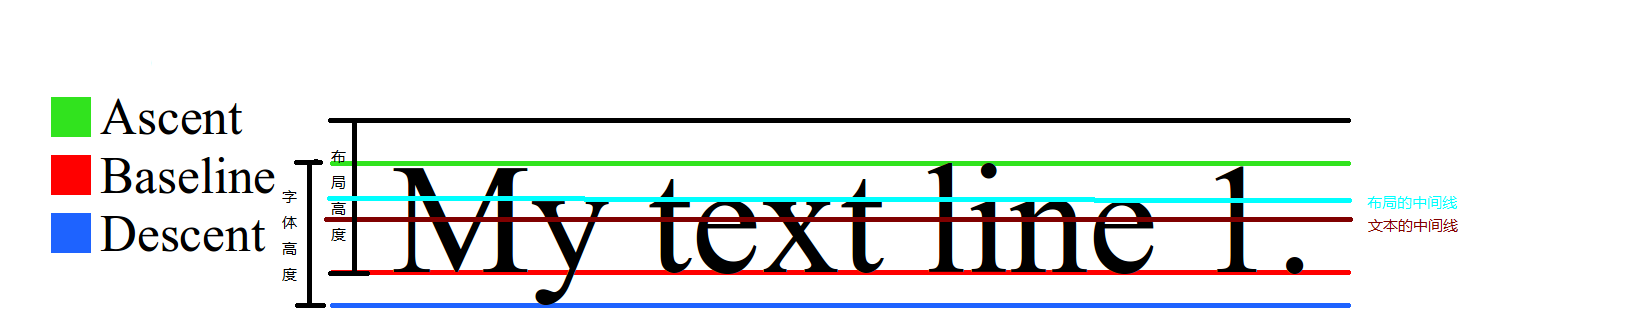 Ascent
Baseline
Descent
字体高度
布局高度
My text line 1.
布局的中间线
文本的中间线